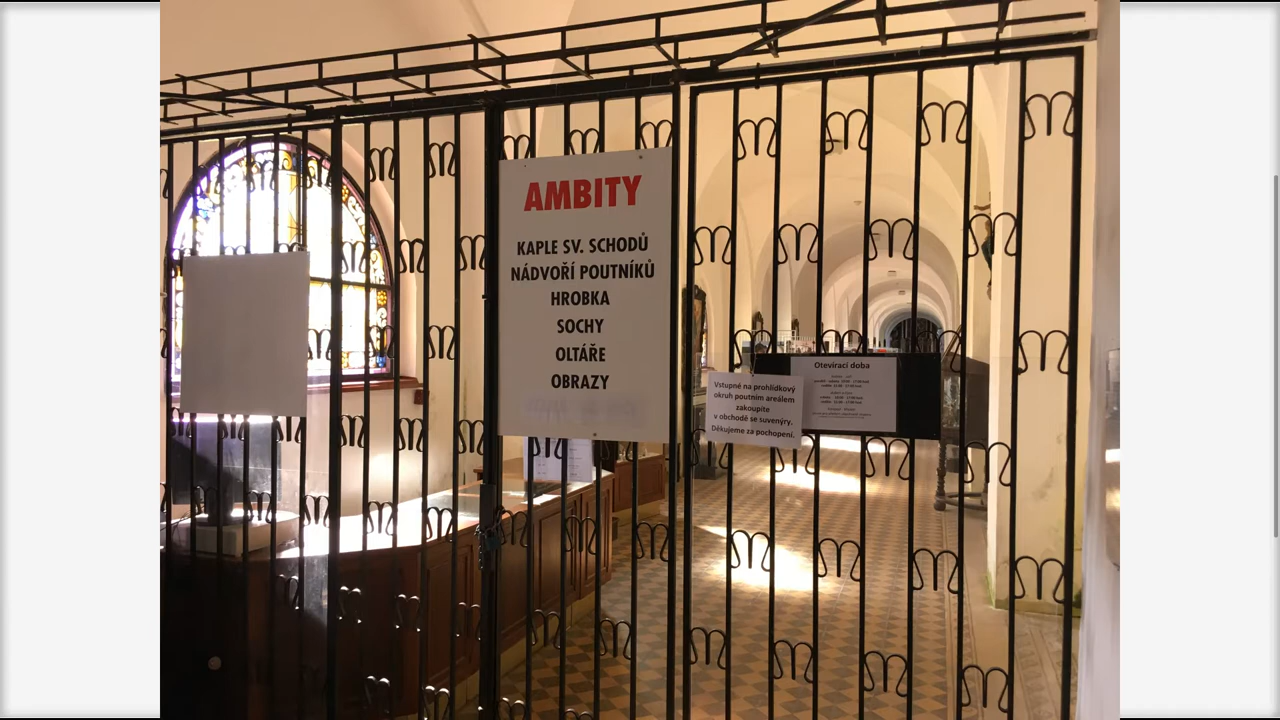 AMBITY
KAPLE SV. SCHODŮ
NÁDVOŘÍ POUTNÍKŮ
HROBKA
SOCHY
OLTÁŘE
OBRAZY
Vstupné na prohlídkový
okruh poutním areálem
zakoupíte
v obchodě se suvenýry.
Děkujeme za pochopení.
Otevírací doba